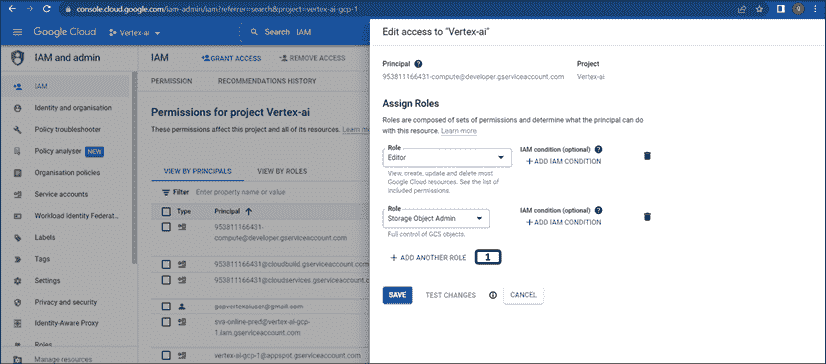 console.cloud.google.com/iam-admin/iam?referrer=search&project=vertex-ai-gcp-1
Google Cloud
Vertex-ai
Search IAM
IAM and admin
IAM
Identity and organisation
Policy troubleshooter
Policy analyser NEW
Organisation policies
Service accounts
Workload Identity Federat...
Labels
Tags
Settings
Privacy and security
Identity-Aware Proxy
Roles
Manage resources
IAM
GRANT ACCESS
REMOVE ACCESS
PERMISSION
RECOMMENDATIONS HISTORY
Permissions for project Vertex-ai
These permissions affect this project and all of its resources. Learn mo
VIEW BY PRINCIPALS
VIEW BY ROLES
Filter Enter property name or value
Type Principal
953811166431-
compute@developer.gserviceaccount.com
953811166431@cloudbuild.gserviceaccount.com
953811166431@cloudservices.gserviceaccount.com
gcpvertexaiuser@gmail.com
sva-online-pred@vertex-ai-gcp-
1.iam.gserviceaccount.com
vertex-ai-gcp-1@appspot.gserviceaccount.com
Edit access to "Vertex-ai"
Principal
Project
953811166431-compute@developer.gserviceaccount.com
Vertex-ai
Assign Roles
Roles are composed of sets of permissions and determine what the principal can do
with this resource. Learn more
Role
Editor
IAM condition (optional)
+ ADD IAM CONDITION
View, create, update and delete most
Google Cloud resources. See the list of
included permissions.
Role
Storage Object Admin
IAM condition (optional)
+ ADD IAM CONDITION
Full control of GCS objects.
+ ADD ANOTHER ROLE
1
SAVE
TEST CHANGES
CANCEL